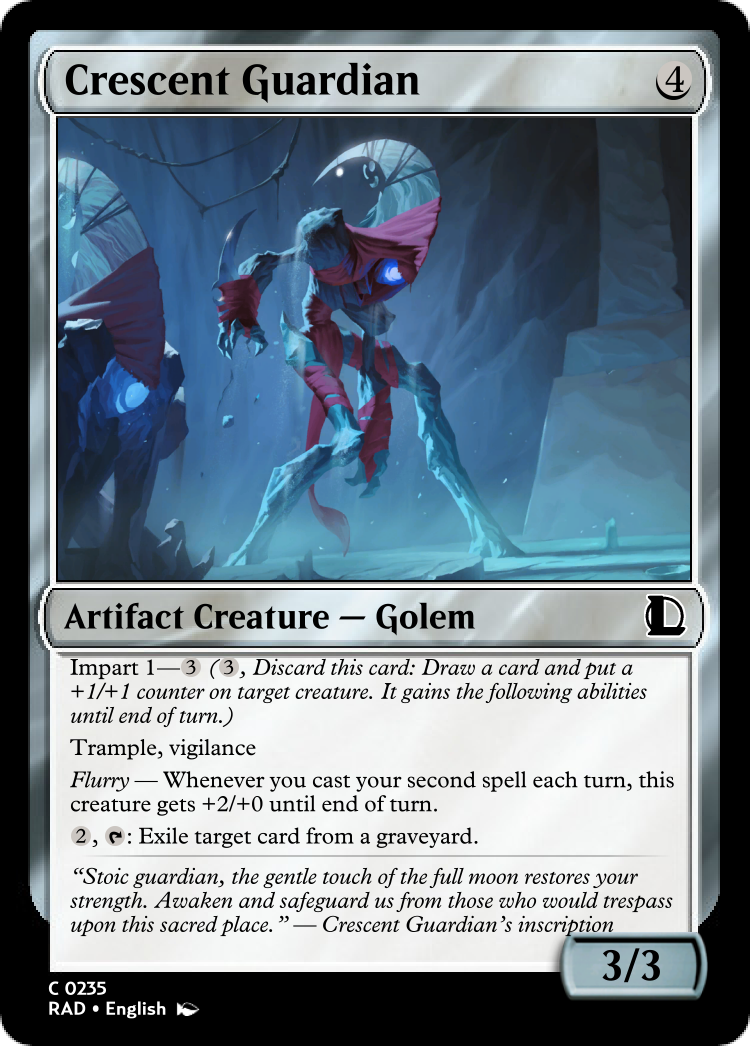 Crescent Guardian
4
Artifact Creature — Golem
Impart 1—3 (3, Discard this card: Draw a card and put a
+1/+1 counter on target creature. It gains the following abilities
until end of turn.)
Trample, vigilance
Flurry — Whenever you cast your second spell each turn, this
creature gets +2/+0 until end of turn.
2, : Exile target card from a graveyard.
“Stoic guardian, the gentle touch of the full moon restores your
strength. Awaken and safeguard us from those who would trespass
upon this sacred place.” — Crescent Guardian’s inscription
3/3
C 0235
RAD • English